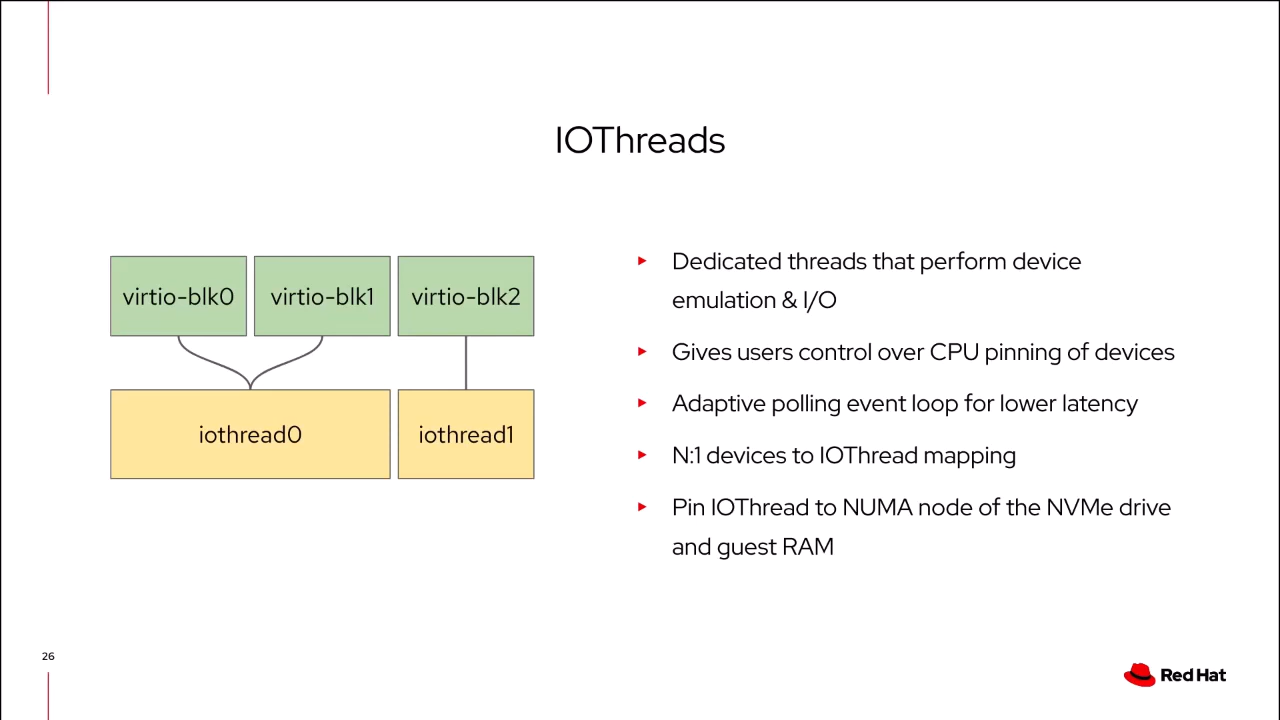 IOThreads
virtio-blk0
virtio-blk1
virtio-blk2
iothread0
iothread1
Dedicated threads that perform device
emulation & I/O
Gives users control over CPU pinning of devices
Adaptive polling event loop for lower latency
N:1 devices to IOThread mapping
Pin IOThread to NUMA node of the NVMe drive
and guest RAM
26
Red Hat